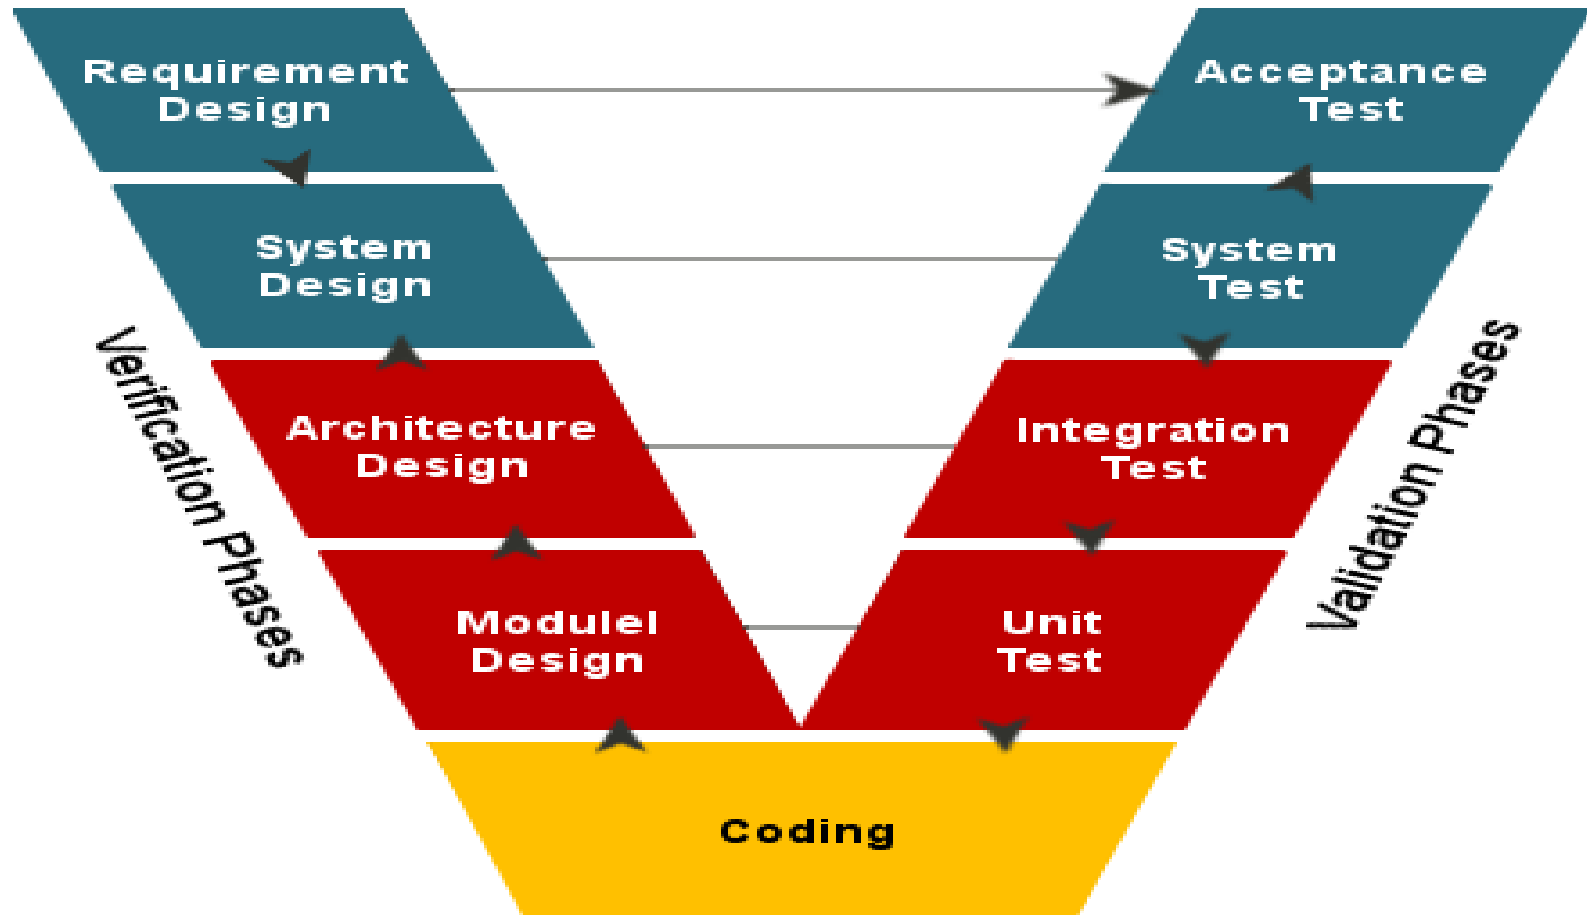 Requirement
Design
Acceptance
Test
System
Design
System
Test
Verification Phases
Validation Phases
Architecture
Design
Integration
Test
Modulel
Design
Unit
Test
Coding